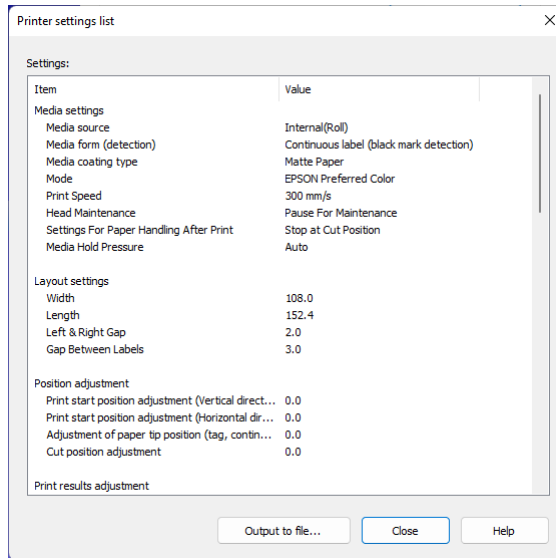 Printer settings list
Settings:
Item Value
Media settings
Media source Internal(Roll)
Media form (detection) Continuous label (black mark detection)
Media coating type Matte Paper
Mode EPSON Preferred Color
Print Speed 300 mm/s
Head Maintenance Pause For Maintenance
Settings For Paper Handling After Print Stop at Cut Position
Media Hold Pressure Auto
Layout settings
Width 108.0
Length 152.4
Left & Right Gap 2.0
Gap Between Labels 3.0
Position adjustment
Print start position adjustment (Vertical direct... 0.0
Print start position adjustment (Horizontal dir... 0.0
Adjustment of paper tip position (tag, contin... 0.0
Cut position adjustment 0.0
Print results adjustment
Output to file... Close Help